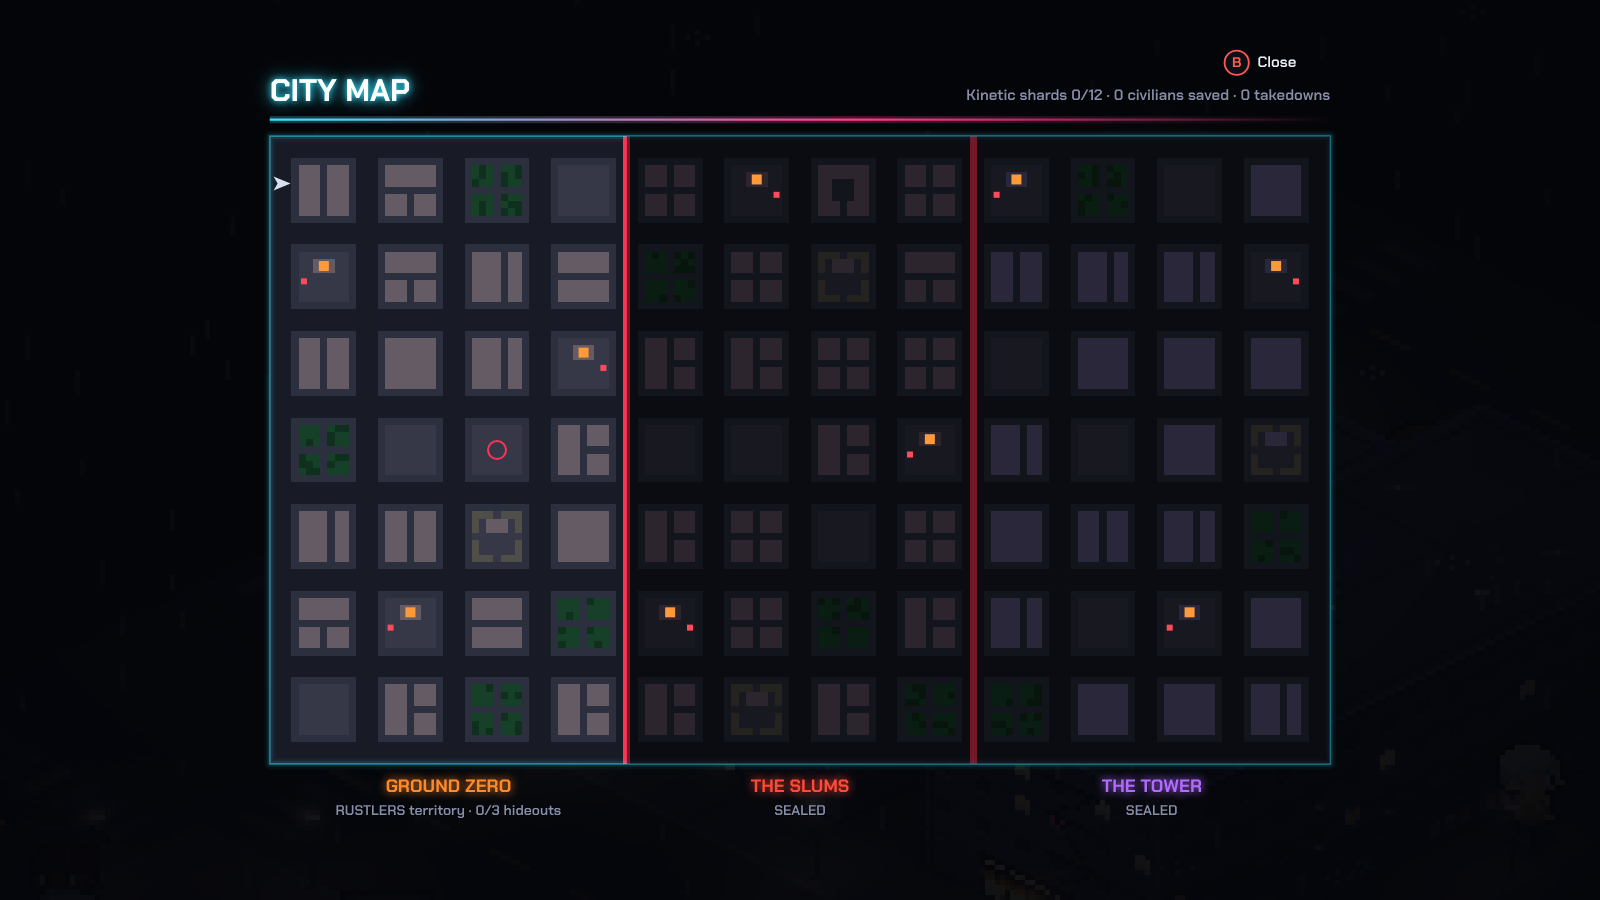 B Close
CITY MAP
Kinetic shards 0/12 · 0 civilians saved · 0 takedowns
GROUND ZERO
RUSTLERS territory · 0/3 hideouts
THE SLUMS
SEALED
THE TOWER
SEALED